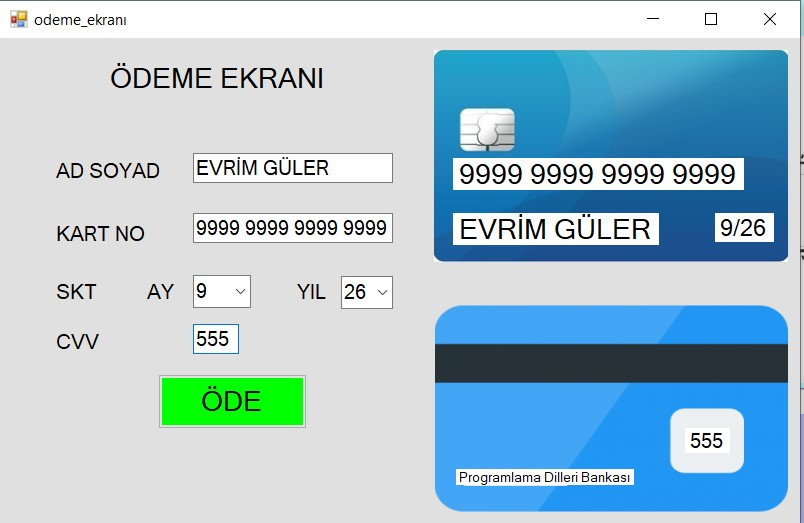 odeme_ekranı
ÖDEME EKRANI
AD SOYAD EVRİM GÜLER
KART NO 9999 9999 9999 9999
SKT AY 9 YIL 26
CVV 555
ÖDE
9999 9999 9999 9999
EVRİM GÜLER 9/26
555
Programlama Dilleri Bankası